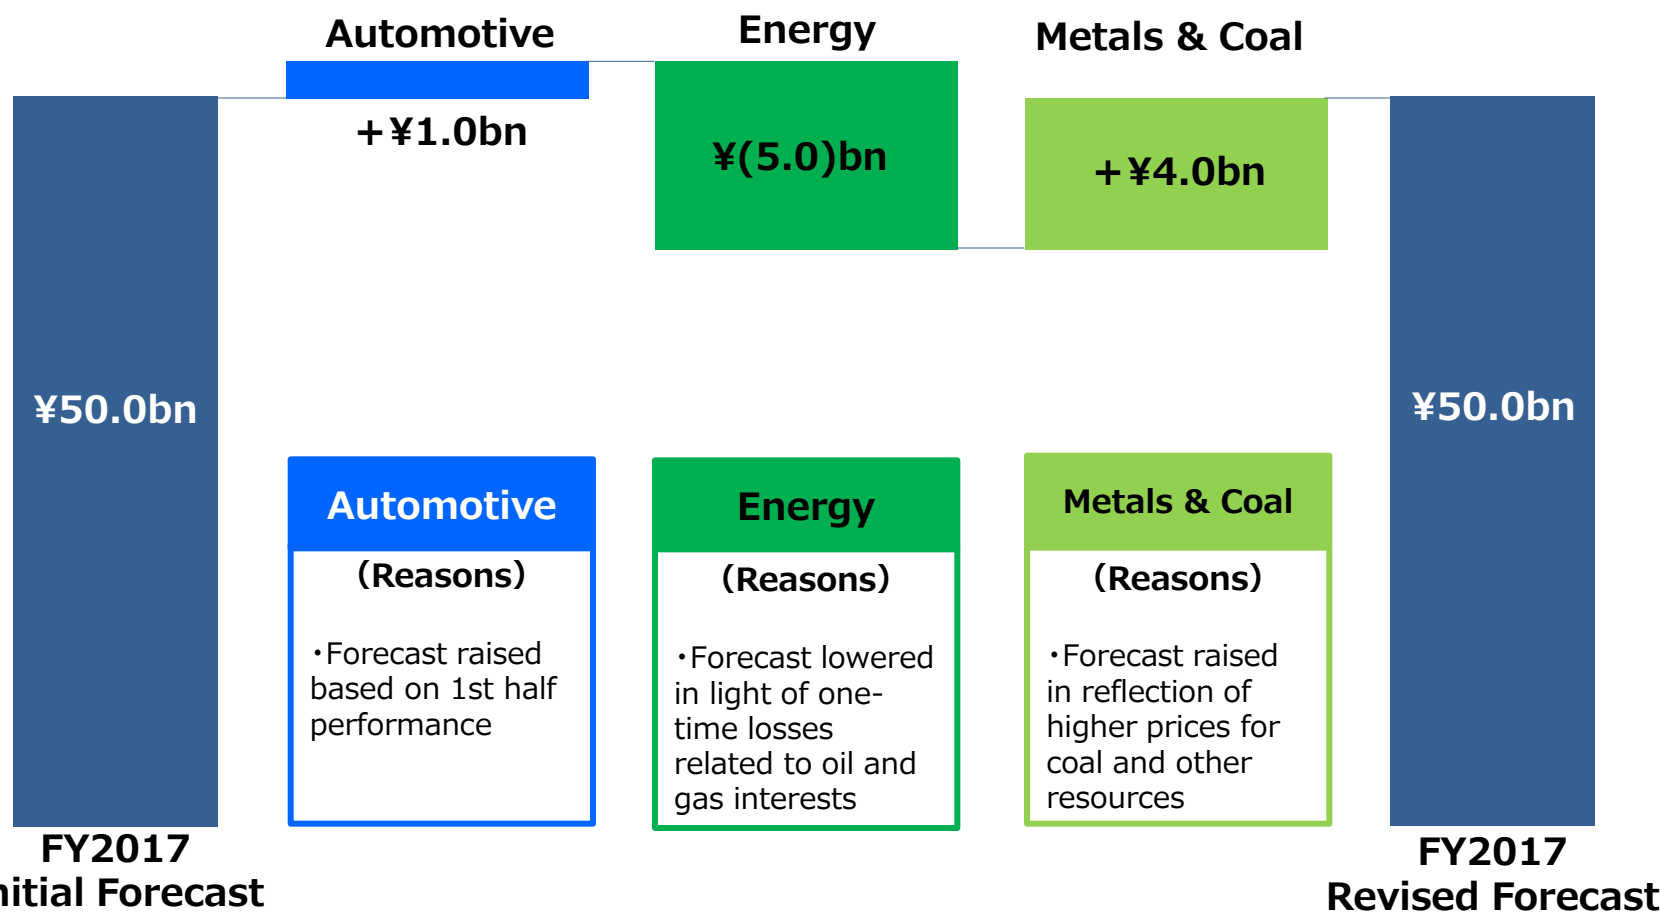 Automotive
Energy
Metals & Coal
+¥1.0bn
¥(5.0)bn
+¥4.0bn
¥50.0bn
¥50.0bn
Automotive
(Reasons)
・Forecast raised
based on 1st half
performance
Energy
(Reasons)
・Forecast lowered
in light of one-
time losses
related to oil and
gas interests
Metals & Coal
(Reasons)
・Forecast raised
in reflection of
higher prices for
coal and other
resources
FY2017
nitial Forecast
FY2017
Revised Forecast